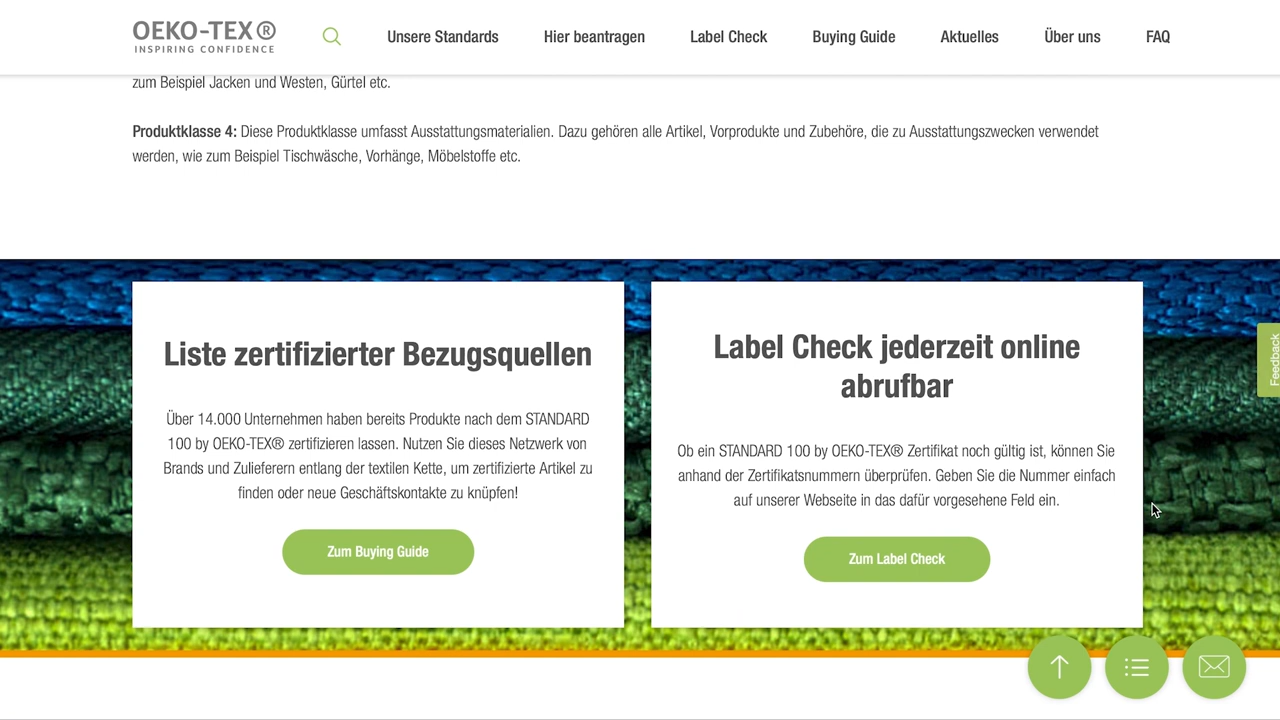 OEKO-TEX®
INSPIRING CONFIDENCE
Unsere Standards
Hier beantragen
Label Check
Buying Guide
Aktuelles
Über uns
FAQ
zum Beispiel Jacken und Westen, Gürtel etc.
Produktklasse 4: Diese Produktklasse umfasst Ausstattungsmaterialien. Dazu gehören alle Artikel, Vorprodukte und Zubehöre, die zu Ausstattungszwecken verwendet
werden, wie zum Beispiel Tischwäsche, Vorhänge, Möbelstoffe etc.
Liste zertifizierter Bezugsquellen
Über 14.000 Unternehmen haben bereits Produkte nach dem STANDARD
100 by OEKO-TEX® zertifizieren lassen. Nutzen Sie dieses Netzwerk von
Brands und Zulieferern entlang der textilen Kette, um zertifizierte Artikel zu
finden oder neue Geschäftskontakte zu knüpfen!
Zum Buying Guide
Label Check jederzeit online
abrufbar
Ob ein STANDARD 100 by OEKO-TEX® Zertifikat noch gültig ist, können Sie
anhand der Zertifikatsnummern überprüfen. Geben Sie die Nummer einfach
auf unserer Webseite in das dafür vorgesehene Feld ein.
Zum Label Check
Feedback